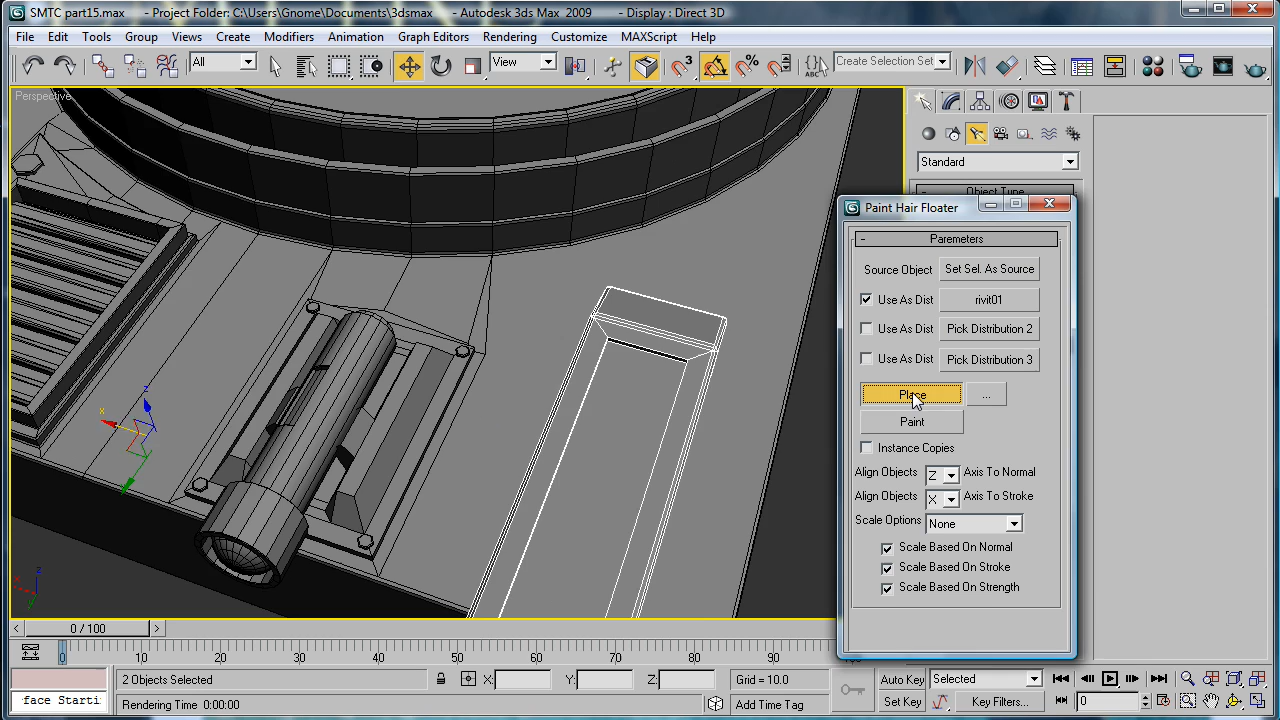 SMTC part15.max - Project Folder: C:\Users\Gnome\Documents\3dsmax - Autodesk 3ds Max 2009 - Display : Direct 3D
File Edit Tools Group Views Create Modifiers Animation Graph Editors Rendering Customize MAXScript Help
All View 3 % ABC Create Selection Set
Perspective
Standard
Object Type
Paint Hair Floater
- Paremeters
Source Object Set Sel. As Source
Use As Dist rivit01
Use As Dist Pick Distribution 2
Use As Dist Pick Distribution 3
Place ...
Paint
Instance Copies
Align Objects Z Axis To Normal
Align Objects X Axis To Stroke
Scale Options None
Scale Based On Normal
Scale Based On Stroke
Scale Based On Strength
z
x
z
x
y
< 0 / 100 >
0 10 20 30 40 50 60 70 80 90
2 Objects Selected X: Y: Z: Grid = 10.0 Auto Key Selected
face Starti Rendering Time 0:00:00 Add Time Tag Set Key Key Filters... 0